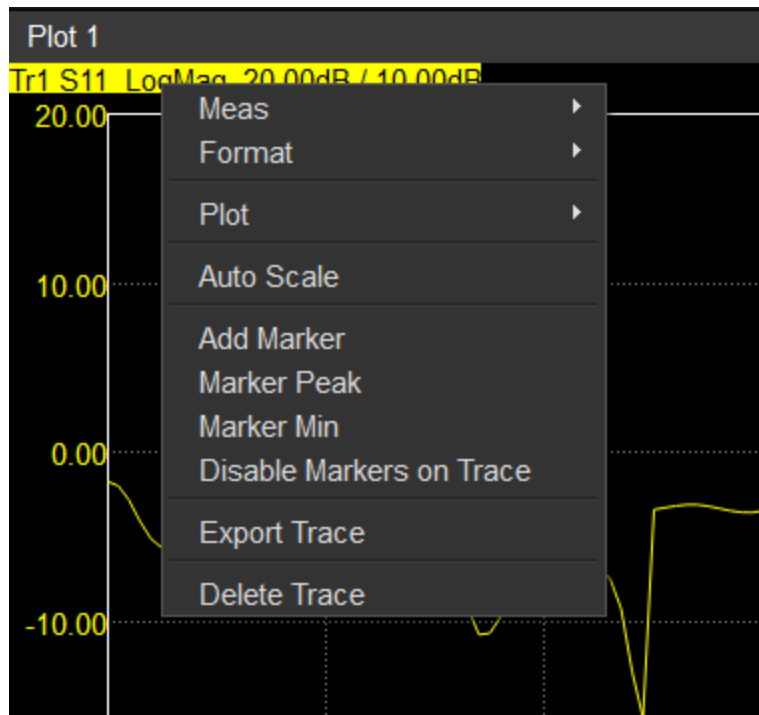 Plot 1
Tr1 S11 LogMag 20.00dB / 10.00dB
20.00
Meas
Format
Plot
10.00
Auto Scale
Add Marker
Marker Peak
Marker Min
0.00
Disable Markers on Trace
Export Trace
Delete Trace
-10.00